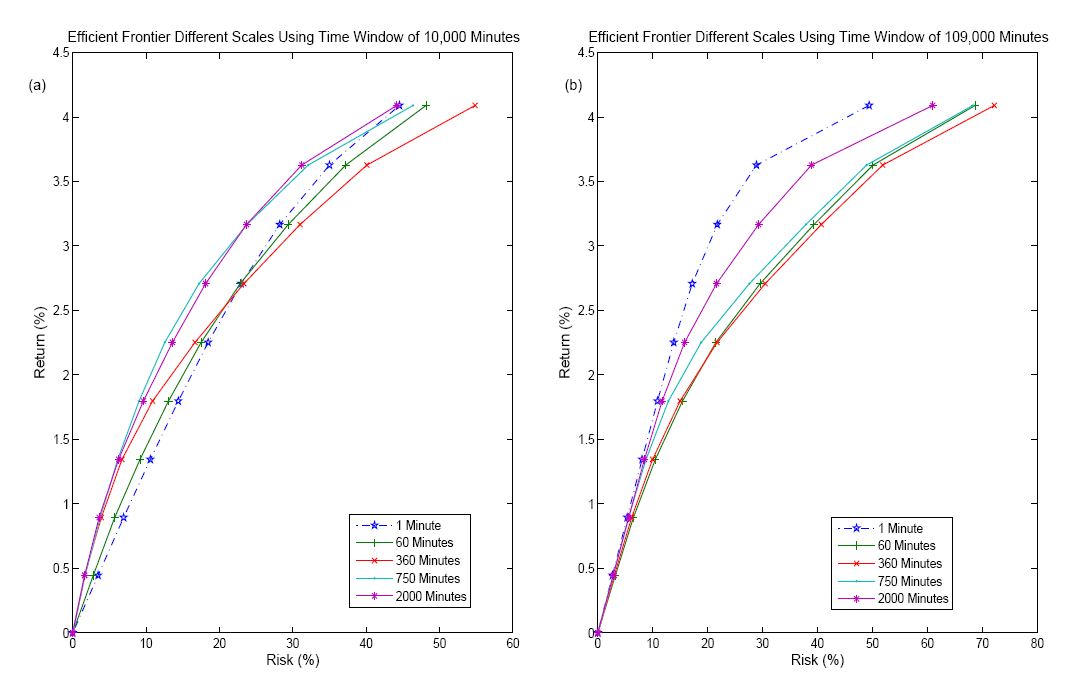 Efficient Frontier Different Scales Using Time Window of 10,000 Minutes
(a)
4.5
4
3.5
3
2.5
2
1.5
1
0.5
0
Return (%)
0 10 20 30 40 50 60
Risk (%)
1 Minute
60 Minutes
360 Minutes
750 Minutes
2000 Minutes
Efficient Frontier Different Scales Using Time Window of 109,000 Minutes
(b)
4.5
4
3.5
3
2.5
2
1.5
1
0.5
0
Return (%)
0 10 20 30 40 50 60 70 80
Risk (%)
1 Minute
60 Minutes
360 Minutes
750 Minutes
2000 Minutes